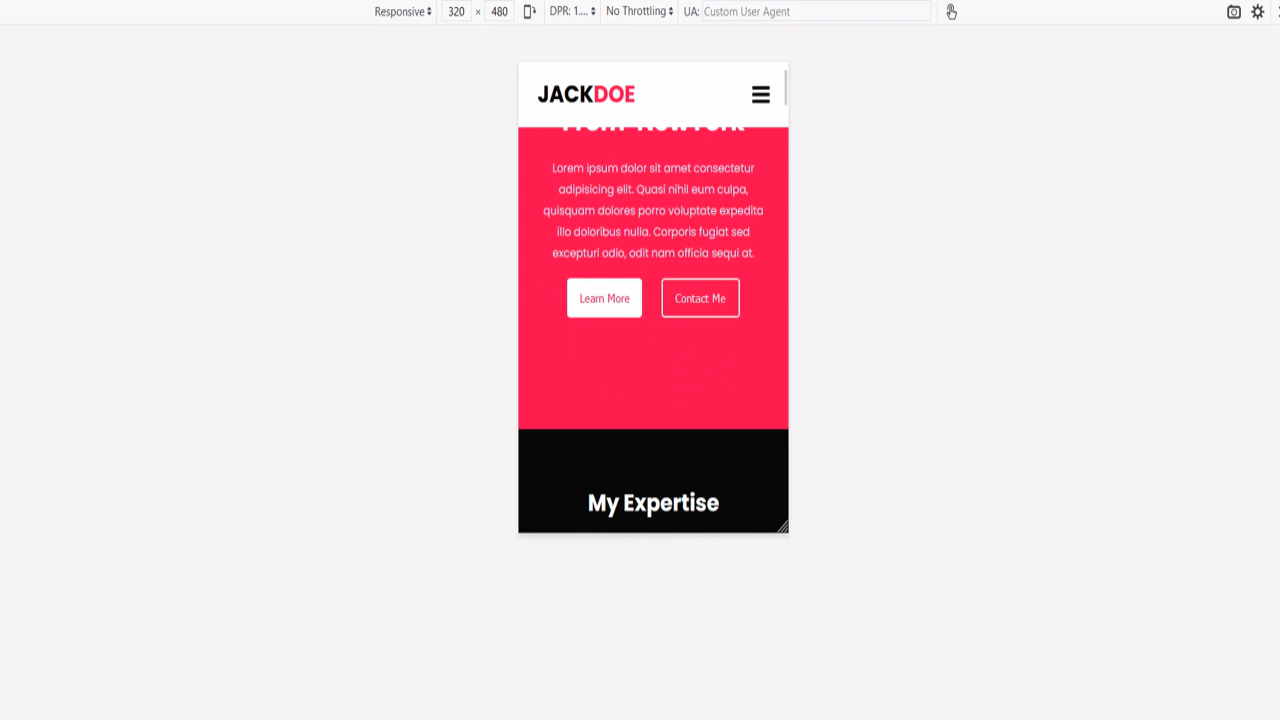 Responsive 320 × 480 DPR: 1.... No Throttling UA: Custom User Agent
JACKDOE
From NewYork
Lorem ipsum dolor sit amet consectetur
adipisicing elit. Quasi nihil eum culpa,
quisquam dolores porro voluptate expedita
illo doloribus nulla. Corporis fugiat sed
excepturi odio, odit nam officia sequi at.
Learn More Contact Me
My Expertise